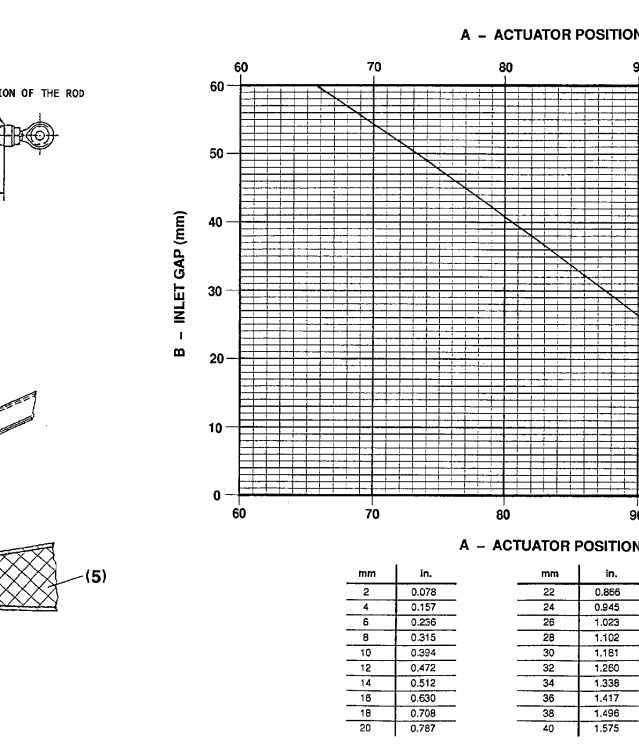 A – ACTUATOR POSITION
60 70 80
ION OF THE ROD
60
50
40
30
20
10
0
B – INLET GAP (mm)
60 70 80
A – ACTUATOR POSITION
(5)
mm in. mm in.
2 0.078 22 0.866
4 0.157 24 0.945
6 0.236 26 1.023
8 0.315 28 1.102
10 0.394 30 1.181
12 0.472 32 1.260
14 0.512 34 1.338
16 0.630 36 1.417
18 0.708 38 1.496
20 0.787 40 1.575